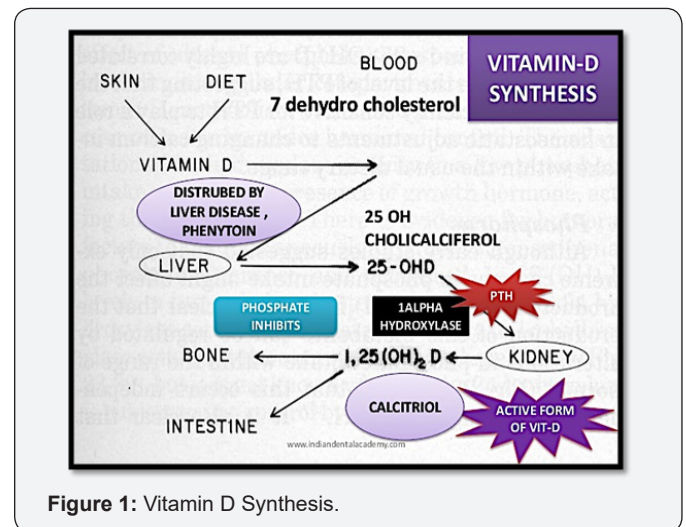 BLOOD
VITAMIN-D
SYNTHESIS
SKIN
DIET
7 dehydro cholesterol
VITAMIN D
DISTRUBED BY
LIVER DISEASE ,
PHENYTOIN
25 OH
CHOLICALCIFEROL
LIVER
25-OHD
PTH
PHOSPHATE
INHIBITS
1ALPHA
HYDROXYLASE
BONE
1,25(OH)₂D
KIDNEY
CALCITRIOL
ACTIVE FORM
OF VIT-D
INTESTINE
www.indiandentalacademy.com
Figure 1: Vitamin D Synthesis.